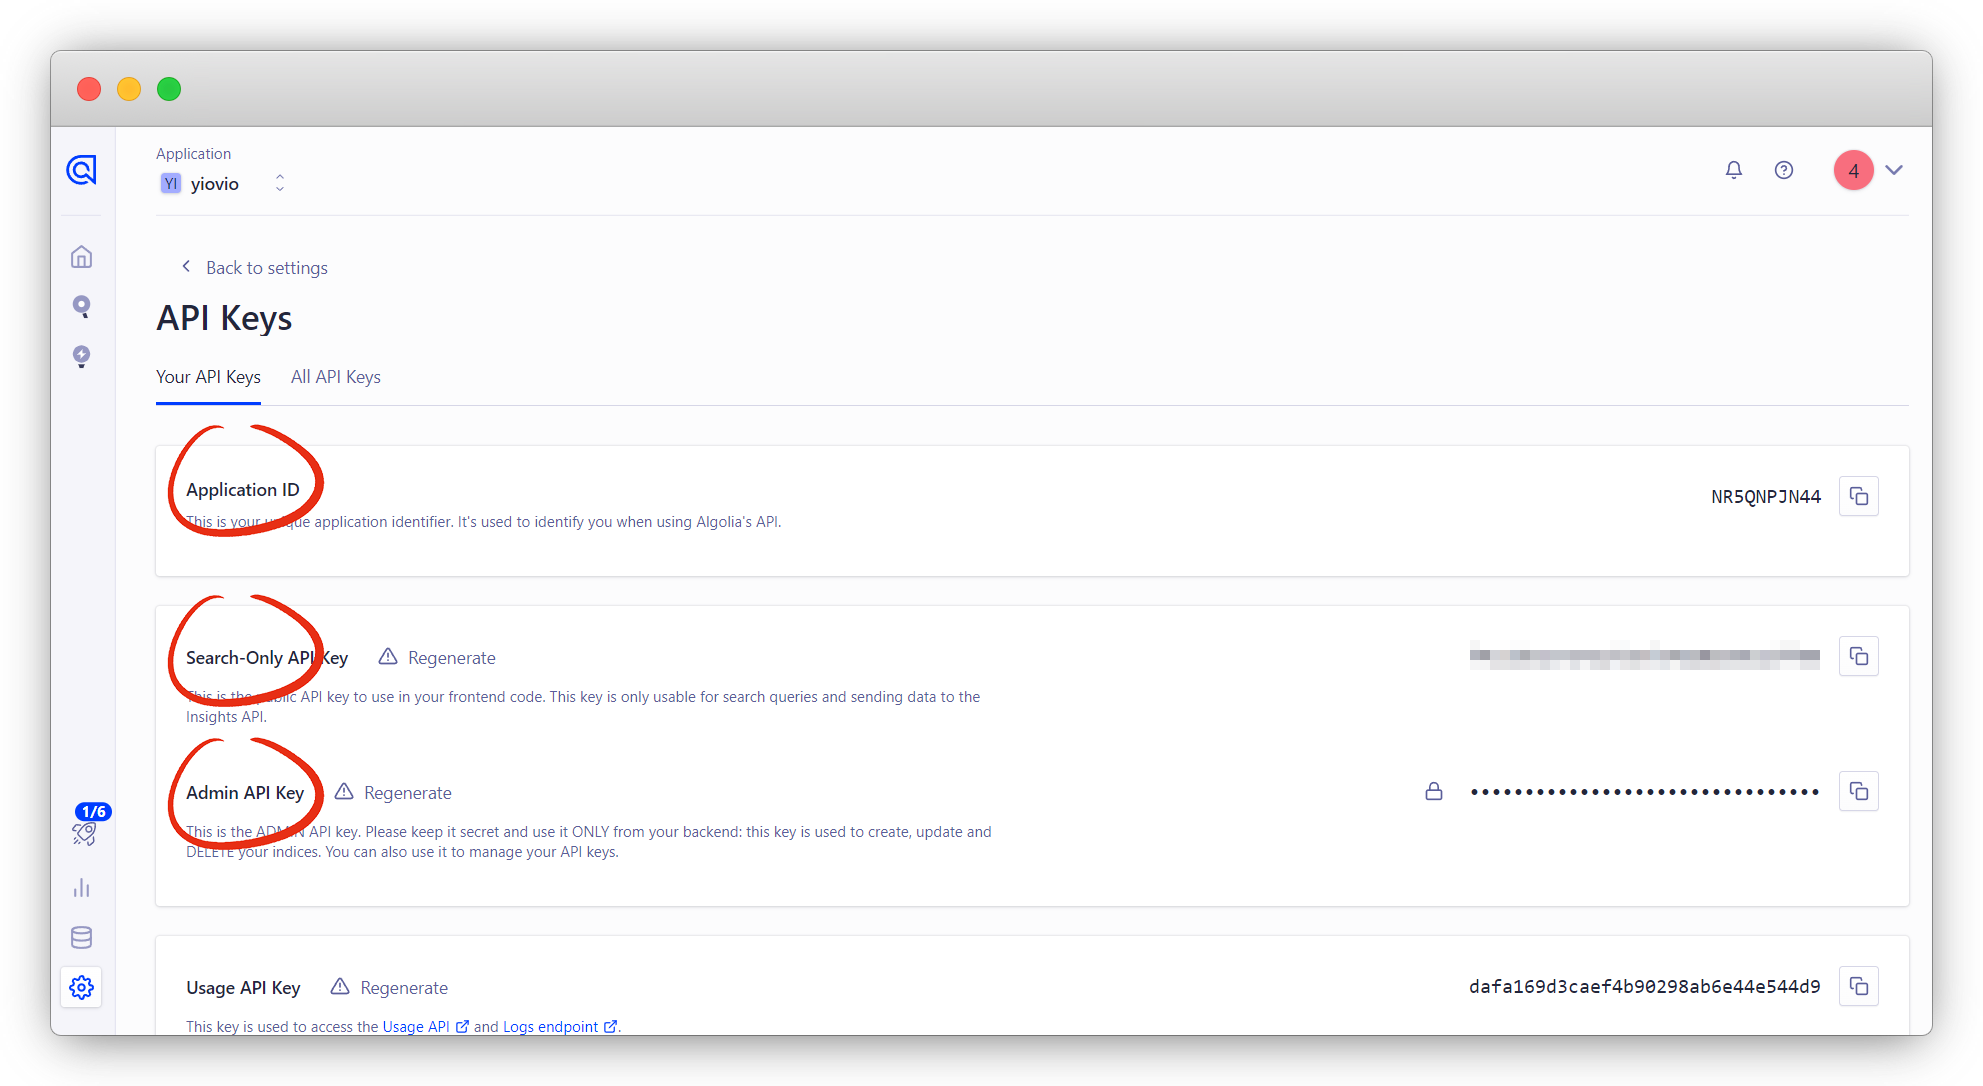 Application
YI yiovio
4
Back to settings
API Keys
Your API Keys
All API Keys
Application ID
NR5QNPJN44
This is your unique application identifier. It's used to identify you when using Algolia's API.
Search-Only API Key
Regenerate
This is the public API key to use in your frontend code. This key is only usable for search queries and sending data to the
Insights API.
Admin API Key
Regenerate
••••••••••••••••••••••••••••••••
This is the ADMIN API key. Please keep it secret and use it ONLY from your backend: this key is used to create, update and
DELETE your indices. You can also use it to manage your API keys.
1/6
Usage API Key
Regenerate
dafa169d3caef4b90298ab6e44e544d9
This key is used to access the Usage API and Logs endpoint.